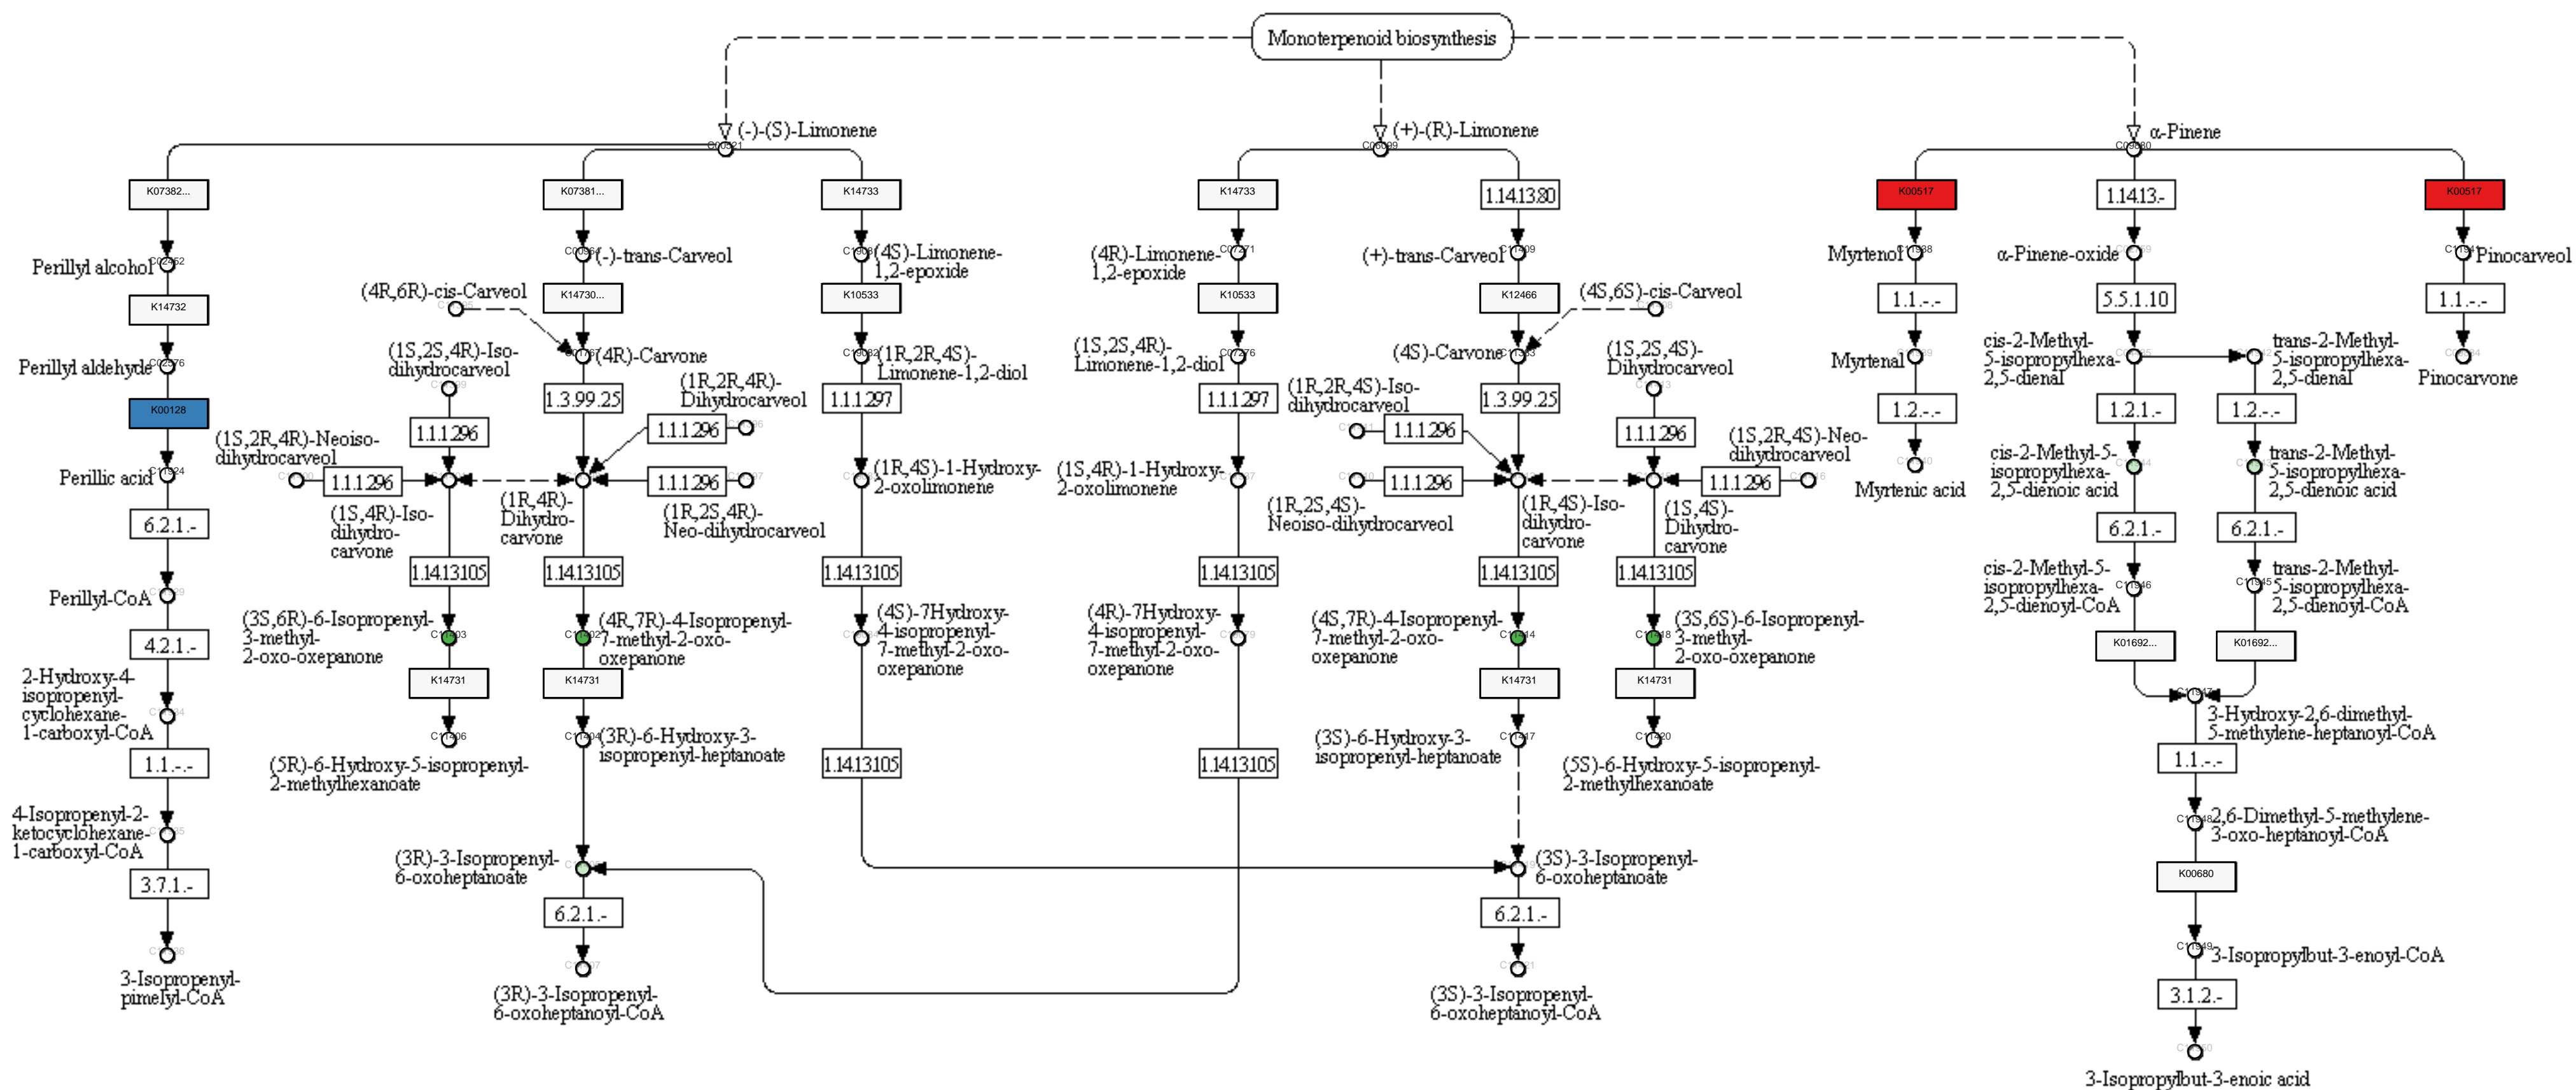 Monoterpenoid biosynthesis
(-)-(S)-Limonene
(+)-(R)-Limonene
α-Pinene
C06099
K07382...
K07381...
K14733
K14733
1.14.13.80
K00517
1.14.13.-
K00517
Perillyl alcohol
(-)-trans-Carveol
(4S)-Limonene-
1,2-epoxide
(4R)-Limonene-
1,2-epoxide
(+)-trans-Carveol
Myrtenol
α-Pinene-oxide
Pinocarveol
K14732
(4R,6R)-cis-Carveol
K14730...
K10533
K10533
K12466
(4S,6S)-cis-Carveol
1.1.-.-
5.5.1.10
1.1.-.-
Perillyl aldehyde
(1S,2S,4R)-Iso-
dihydrocarveol
(4R)-Carvone
(1R,2R,4S)-
Limonene-1,2-diol
(1S,2S,4R)-
Limonene-1,2-diol
(4S)-Carvone
(1S,2S,4S)-
Dihydrocarveol
Myrtenal
cis-2-Methyl-
5-isopropylhexa-
2,5-dienal
trans-2-Methyl-
5-isopropylhexa-
2,5-dienal
Pinocarvone
K00128
1.3.99.25
(1R,2R,4R)-
Dihydrocarveol
1.1.1.297
1.1.1.297
(1R,2R,4S)-Iso-
dihydrocarveol
1.3.99.25
1.2.-.-
1.2.1.-
1.2.-.-
(1S,2R,4R)-Neoiso-
dihydrocarveol
1.1.1.296
1.1.1.296
1.1.1.296
1.1.1.296
(1S,2R,4S)-Neo-
dihydrocarveol
Perillic acid
C11924
1.1.1.296
1.1.1.296
1.1.1.296
1.1.1.296
(1R,4S)-1-Hydroxy-
2-oxolimonene
(1S,4R)-1-Hydroxy-
2-oxolimonene
Myrtenic acid
cis-2-Methyl-5-
isopropylhexa-
2,5-dienoic acid
trans-2-Methyl-
5-isopropylhexa-
2,5-dienoic acid
6.2.1.-
(1S,4R)-Iso-
dihydro-
carvone
(1R,4R)-
Dihydro-
carvone
(1R,2S,4R)-
Neo-dihydrocarveol
(1R,2S,4S)-
Neoiso-dihydrocarveol
(1R,4S)-Iso-
dihydro-
carvone
(1S,4S)-
Dihydro-
carvone
6.2.1.-
6.2.1.-
1.14.13.105
1.14.13.105
1.14.13.105
1.14.13.105
1.14.13.105
1.14.13.105
Perillyl-CoA
cis-2-Methyl-5-
isopropylhexa-
2,5-dienoyl-CoA
C11946
C11945
trans-2-Methyl-
5-isopropylhexa-
2,5-dienoyl-CoA
4.2.1.-
(3S,6R)-6-Isopropenyl-
3-methyl-
2-oxo-oxepanone
C11403
C11402
(4R,7R)-4-Isopropenyl-
7-methyl-2-oxo-
oxepanone
(4S)-7Hydroxy-
4-isopropenyl-
7-methyl-2-oxo-
oxepanone
(4R)-7Hydroxy-
4-isopropenyl-
7-methyl-2-oxo-
oxepanone
(4S,7R)-4-Isopropenyl-
7-methyl-2-oxo-
oxepanone
C11414
C11418
(3S,6S)-6-Isopropenyl-
3-methyl-
2-oxo-oxepanone
K01692...
K01692...
2-Hydroxy-4-
isopropenyl-
cyclohexane-
1-carboxyl-CoA
K14731
K14731
K14731
K14731
C11947
3-Hydroxy-2,6-dimethyl-
5-methylene-heptanoyl-CoA
C11406
C11404
(3R)-6-Hydroxy-3-
isopropenyl-heptanoate
(3S)-6-Hydroxy-3-
isopropenyl-heptanoate
C11417
C11420
1.1.-.-
(5R)-6-Hydroxy-5-isopropenyl-
2-methylhexanoate
1.14.13.105
1.14.13.105
(5S)-6-Hydroxy-5-isopropenyl-
2-methylhexanoate
1.1.-.-
4-Isopropenyl-2-
ketocyclohexane-
1-carboxyl-CoA
C11948
2,6-Dimethyl-5-methylene-
3-oxo-heptanoyl-CoA
3.7.1.-
(3R)-3-Isopropenyl-
6-oxoheptanoate
(3S)-3-Isopropenyl-
6-oxoheptanoate
K00680
6.2.1.-
6.2.1.-
C11949
3-Isopropylbut-3-enoyl-CoA
3-Isopropenyl-
pimelyl-CoA
(3R)-3-Isopropenyl-
6-oxoheptanoyl-CoA
(3S)-3-Isopropenyl-
6-oxoheptanoyl-CoA
3.1.2.-
3-Isopropylbut-3-enoic acid